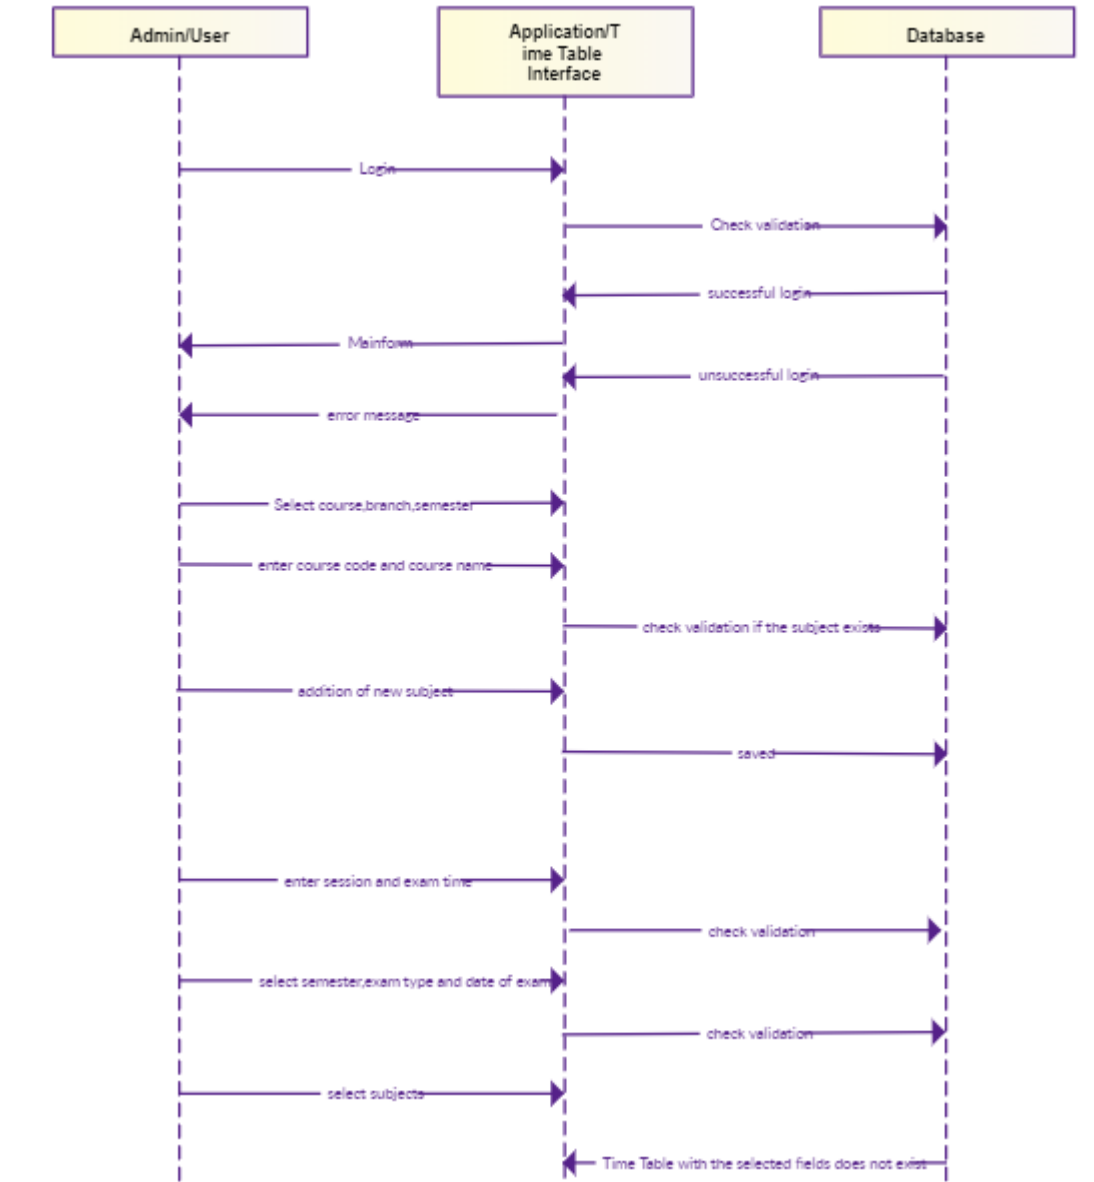 Admin/User
Application/T
ime Table
Interface
Database
Login
Check validation
successful login
Mainform
unsuccessful login
error message
Select course,branch,semester
enter course code and course name
check validation if the subject exists
addition of new subject
saved
enter session and exam time
check validation
select semester,exam type and date of exam
check validation
select subjects
Time Table with the selected fields does not exist